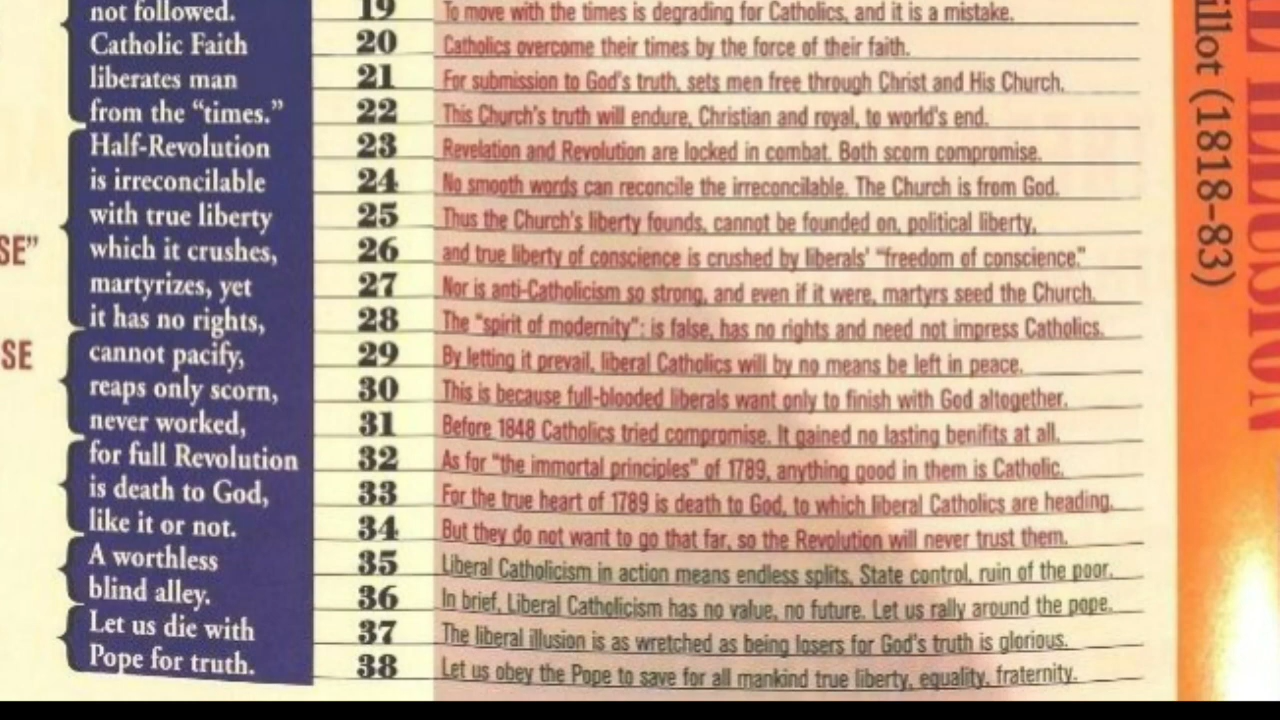 not followed.
19 To move with the times is degrading for Catholics, and it is a mistake.
Catholic Faith
20 Catholics overcome their times by the force of their faith.
liberates man
21 For submission to God's truth, sets men free through Christ and His Church.
from the “times.”
22 This Church's truth will endure, Christian and royal, to world's end.
Half-Revolution
23 Revelation and Revolution are locked in combat. Both scorn compromise.
is irreconcilable
24 No smooth words can reconcile the irreconcilable. The Church is from God.
with true liberty
25 Thus the Church's liberty founds, cannot be founded on, political liberty,
SE”
which it crushes,
26 and true liberty of conscience is crushed by liberals' “freedom of conscience.”
martyrizes, yet
27 Nor is anti-Catholicism so strong, and even if it were, martyrs seed the Church.
it has no rights,
28 The “spirit of modernity”: is false, has no rights and need not impress Catholics.
SE
cannot pacify,
29 By letting it prevail, liberal Catholics will by no means be left in peace.
reaps only scorn,
30 This is because full-blooded liberals want only to finish with God altogether.
never worked,
31 Before 1848 Catholics tried compromise. It gained no lasting benifits at all.
for full Revolution
32 As for “the immortal principles” of 1789, anything good in them is Catholic.
is death to God,
33 For the true heart of 1789 is death to God, to which liberal Catholics are heading.
like it or not.
34 But they do not want to go that far, so the Revolution will never trust them.
A worthless
35 Liberal Catholicism in action means endless splits, State control, ruin of the poor.
blind alley.
36 In brief, Liberal Catholicism has no value, no future. Let us rally around the pope.
Let us die with
37 The liberal illusion is as wretched as being losers for God's truth is glorious.
Pope for truth.
38 Let us obey the Pope to save for all mankind true liberty, equality, fraternity.
illot (1818-83)
ILLUSION